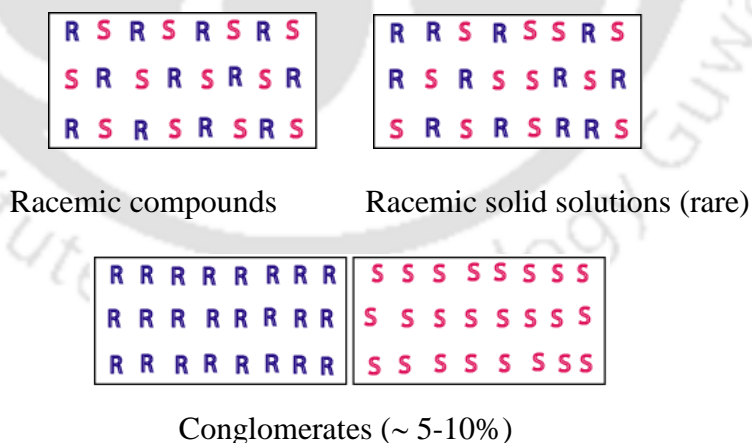 R S R S R S R S
S R S R S R S R
R S R S R S R S
R R S R S S R S
R S R S S R S R
S R S R S R R S
Racemic compounds
Racemic solid solutions (rare)
R R R R R R R R
R R R R R R R R
R R R R R R R R
S S S S S S S S
S S S S S S S S S
S S S S S S S S S
Conglomerates (~ 5-10%)